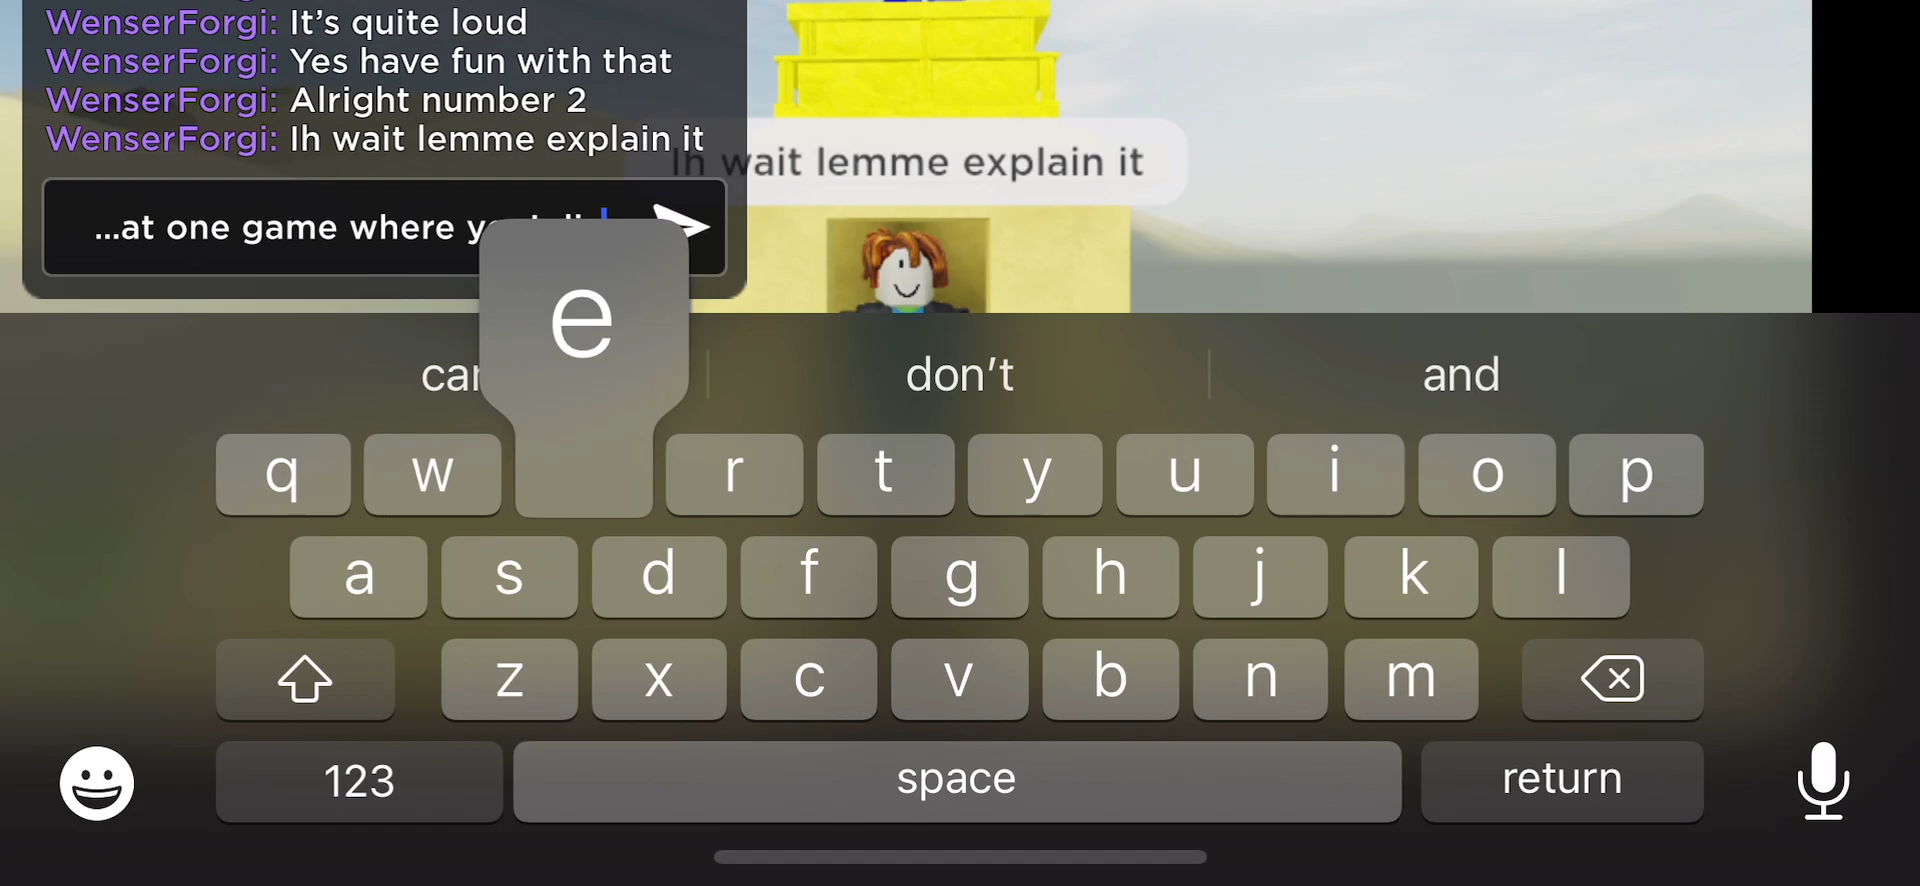 WenserForgi: It's quite loud
WenserForgi: Yes have fun with that
WenserForgi: Alright number 2
WenserForgi: Ih wait lemme explain it
Ih wait lemme explain it
...at one game where
e
don't
and
q w r t y u i o p
a s d f g h j k l
z x c v b n m
123
space
return